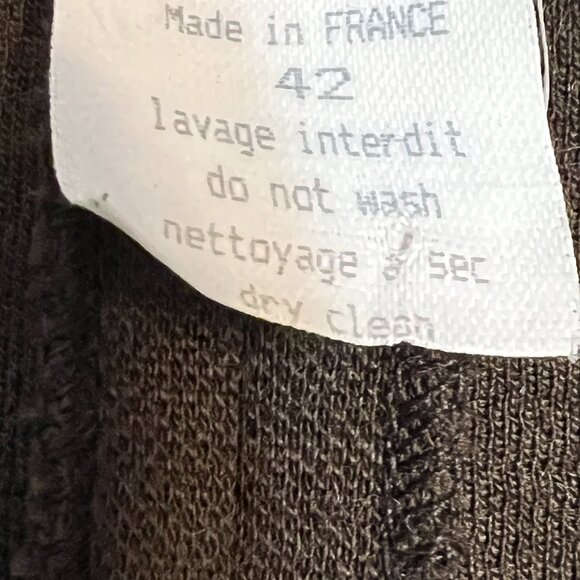 Made in FRANCE
42
lavage interdit
do not wash
nettoyage à sec
dry clean